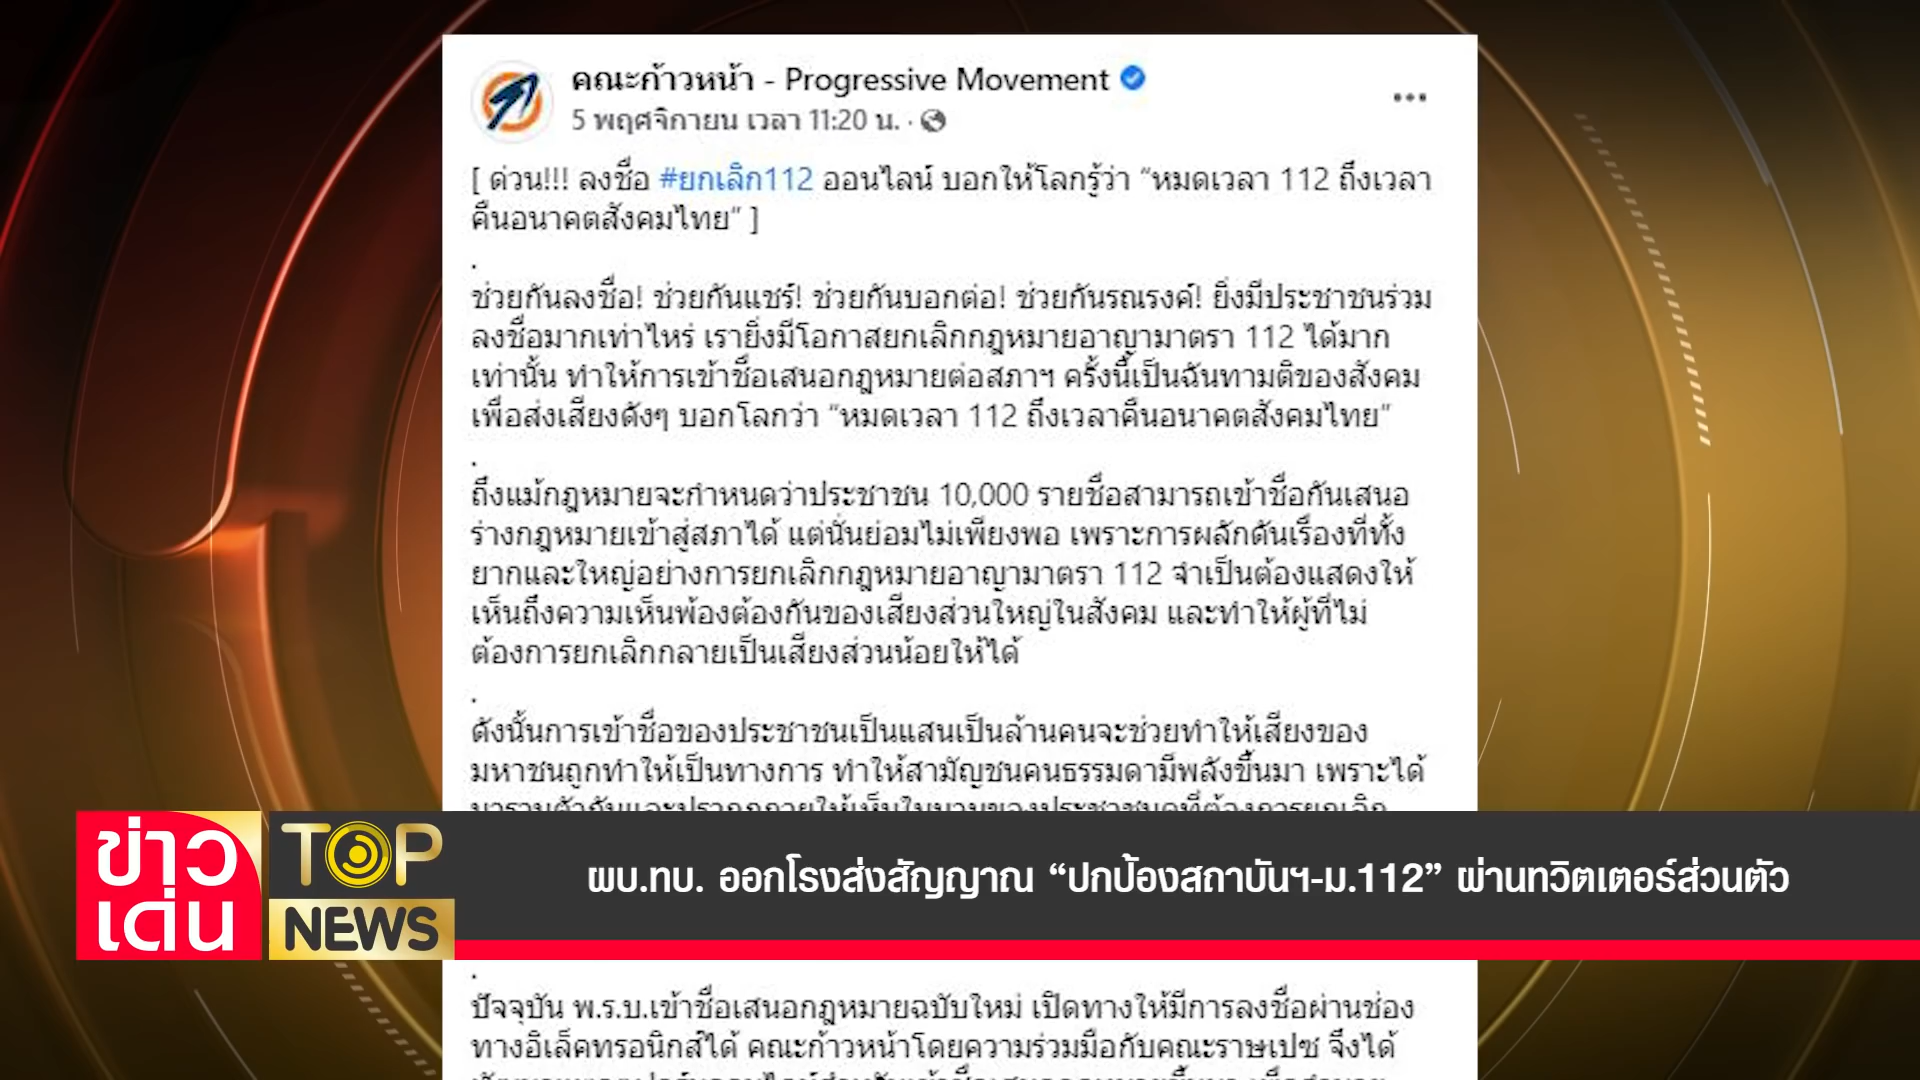 คณะก้าวหน้า - Progressive Movement
5 พฤศจิกายน เวลา 11:20 น. ·
[ ด่วน!!! ลงชื่อ #ยกเลิก112 ออนไลน์ บอกให้โลกรู้ว่า “หมดเวลา 112 ถึงเวลา
คืนอนาคตสังคมไทย” ]
.
ช่วยกันลงชื่อ! ช่วยกันแชร์! ช่วยกันบอกต่อ! ช่วยกันรณรงค์! ยิ่งมีประชาชนร่วม
ลงชื่อมากเท่าไหร่ เรายิ่งมีโอกาสยกเลิกกฎหมายอาญามาตรา 112 ได้มาก
เท่านั้น ทำให้การเข้าชื่อเสนอกฎหมายต่อสภาฯ ครั้งนี้เป็นฉันทามติของสังคม
เพื่อส่งเสียงดังๆ บอกโลกว่า “หมดเวลา 112 ถึงเวลาคืนอนาคตสังคมไทย”
.
ถึงแม้กฎหมายจะกำหนดว่าประชาชน 10,000 รายชื่อสามารถเข้าชื่อกันเสนอ
ร่างกฎหมายเข้าสู่สภาได้ แต่นั่นย่อมไม่เพียงพอ เพราะการผลักดันเรื่องที่ทั้ง
ยากและใหญ่อย่างการยกเลิกกฎหมายอาญามาตรา 112 จำเป็นต้องแสดงให้
เห็นถึงความเห็นพ้องต้องกันของเสียงส่วนใหญ่ในสังคม และทำให้ผู้ที่ไม่
ต้องการยกเลิกกลายเป็นเสียงส่วนน้อยให้ได้
.
ดังนั้นการเข้าชื่อของประชาชนเป็นแสนเป็นล้านคนจะช่วยทำให้เสียงของ
มหาชนถูกทำให้เป็นทางการ ทำให้สามัญชนคนธรรมดามีพลังขึ้นมา เพราะได้
ข่าว
เด่น
TOP
NEWS
ผบ.ทบ. ออกโรงส่งสัญญาณ “ปกป้องสถาบันฯ-ม.112” ผ่านทวิตเตอร์ส่วนตัว
.
ปัจจุบัน พ.ร.บ.เข้าชื่อเสนอกฎหมายฉบับใหม่ เปิดทางให้มีการลงชื่อผ่านช่อง
ทางอิเล็คทรอนิกส์ได้ คณะก้าวหน้าโดยความร่วมมือกับคณะราษเปซ จึงได้